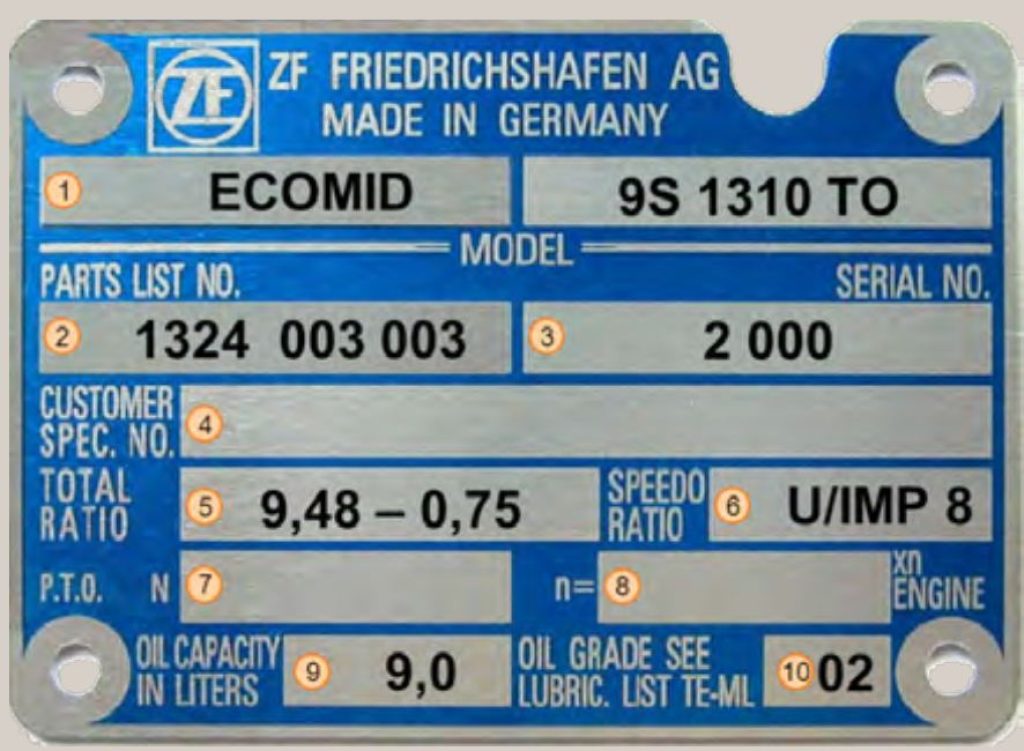 ZF ZF FRIEDRICHSHAFEN AG
MADE IN GERMANY
1 ECOMID 9S 1310 TO
MODEL
PARTS LIST NO. SERIAL NO.
2 1324 003 003 3 2 000
CUSTOMER
SPEC. NO. 4
TOTAL
RATIO 5 9,48 – 0,75 SPEEDO
RATIO 6 U/IMP 8
P.T.O. N 7 n= 8 xn
ENGINE
OIL CAPACITY
IN LITERS 9 9,0 OIL GRADE SEE
LUBRIC. LIST TE-ML 10 02